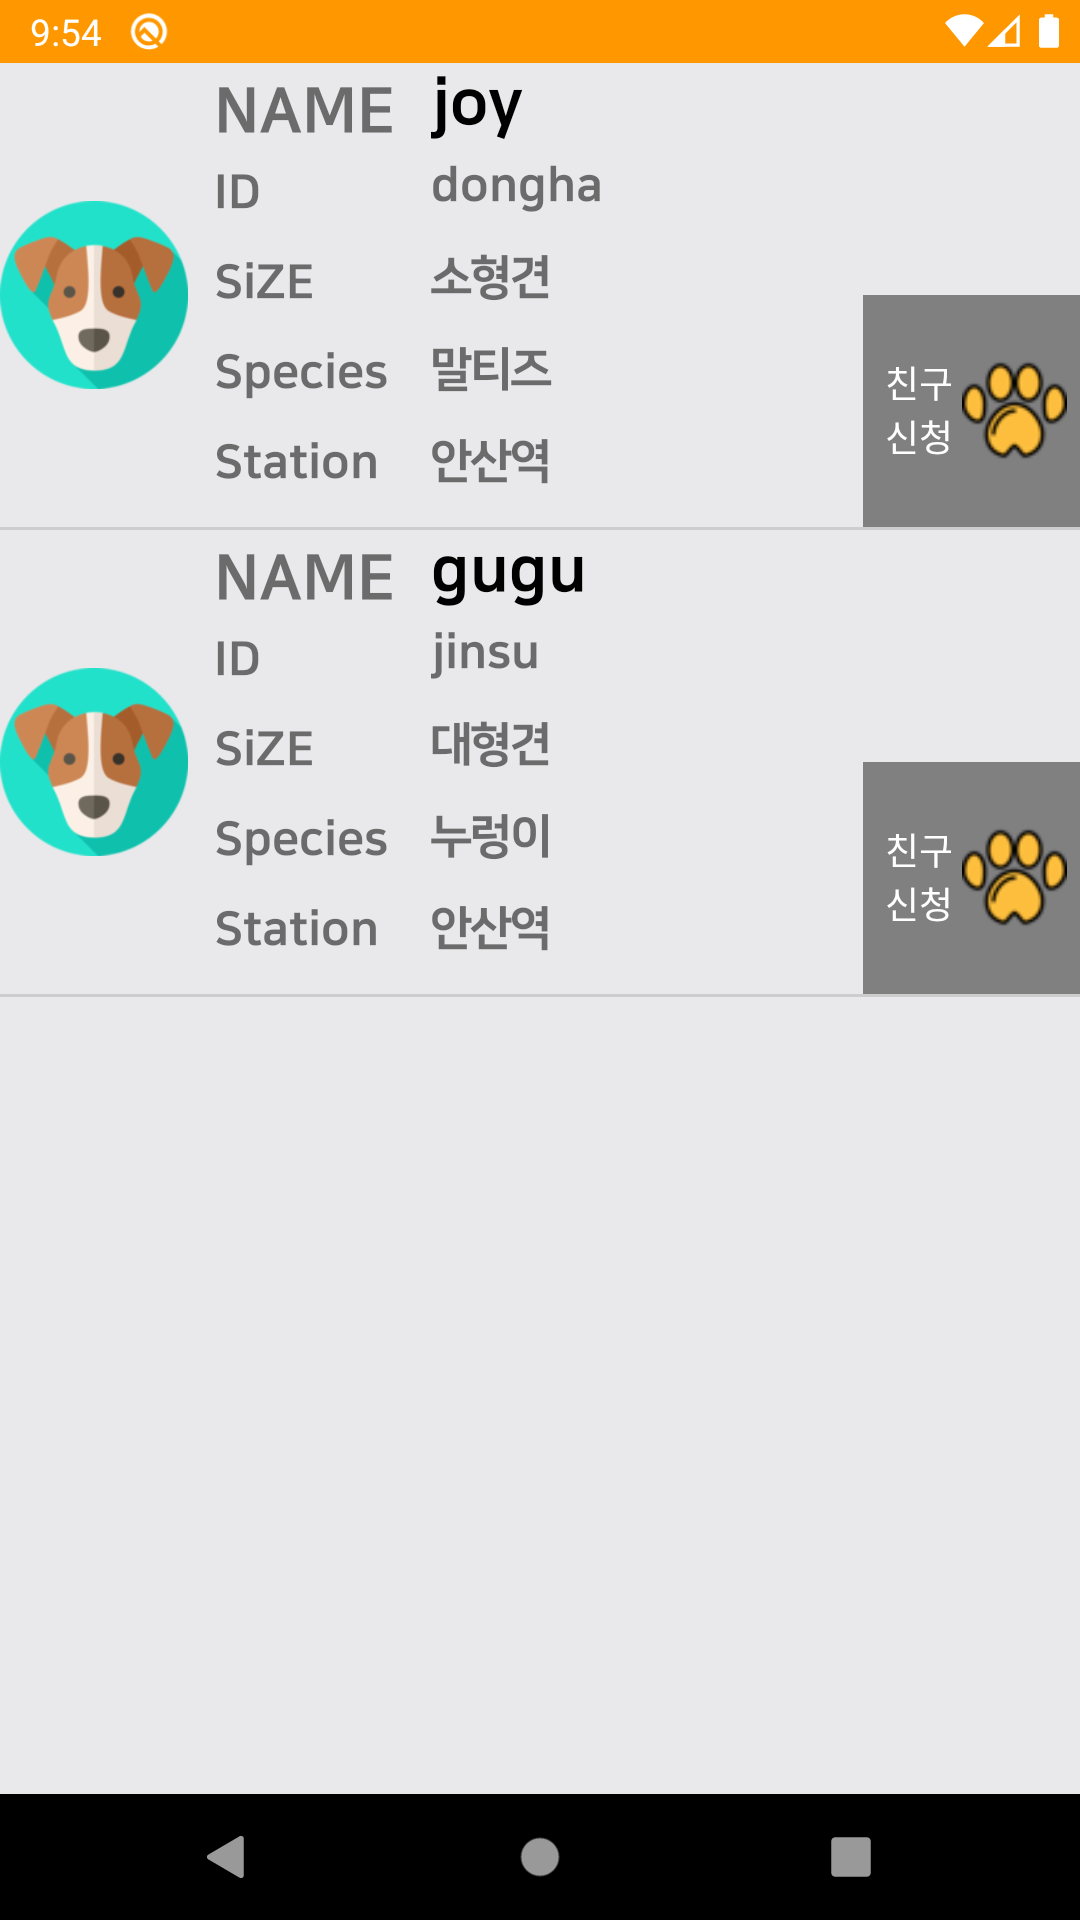 9:54
NAME joy
ID dongha
SiZE 소형견
Species 말티즈
Station 안산역
친구
신청
NAME gugu
ID jinsu
SiZE 대형견
Species 누렁이
Station 안산역
친구
신청